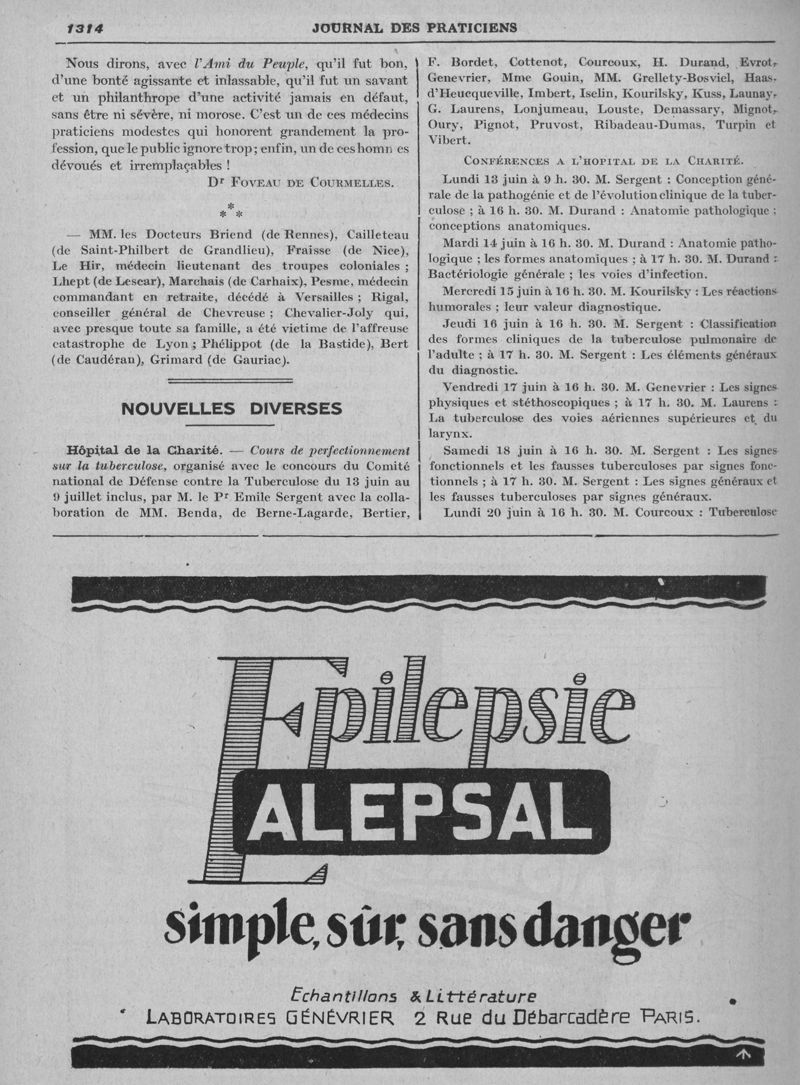 1314
JOURNAL DES PRATICIENS
Nous dirons, avec l'Ami du Peuple, qu'il fut bon,
d'une bonté agissante et inlassable, qu'il fut un savant
et un philanthrope d'une activité jamais en défaut,
sans être ni sévère, ni morose. C'est un de ces médecins
praticiens modestes qui honorent grandement la pro-
fession, que le public ignore trop ; enfin, un de ces homn es
dévoués et irremplaçables !
Dr FOVEAU DE COURMELLES.
*
* *
— MM. les Docteurs Briend (de Rennes), Cailleteau
(de Saint-Philbert de Grandlieu), Fraisse (de Nice),
Le Hir, médecin lieutenant des troupes coloniales ;
Lhept (de Lescar), Marchais (de Carhaix), Pesme, médecin
commandant en retraite, décédé à Versailles ; Rigal,
conseiller général de Chevreuse ; Chevalier-Joly qui,
avec presque toute sa famille, a été victime de l'affreuse
catastrophe de Lyon ; Phélippot (de la Bastide), Bert
(de Caudéran), Grimard (de Gauriac).
NOUVELLES DIVERSES
Hôpital de la Charité. — Cours de perfectionnement
sur la tuberculose, organisé avec le concours du Comité
national de Défense contre la Tuberculose du 13 juin au
9 juillet inclus, par M. le Pr Emile Sergent avec la colla-
boration de MM. Benda, de Berne-Lagarde, Bertier,
F. Bordet, Cottenot, Courcoux, H. Durand, Evrot,
Genevrier, Mme Gouin, MM. Grellety-Bosviel, Haas,
d'Heucqueville, Imbert, Iselin, Kourilsky, Kuss, Launay,
G. Laurens, Lonjumeau, Louste, Demassary, Mignot,
Oury, Pignot, Pruvost, Ribadeau-Dumas, Turpin et
Vibert.
CONFÉRENCES A L'HOPITAL DE LA CHARITÉ.
Lundi 13 juin à 9 h. 30. M. Sergent : Conception géné-
rale de la pathogénie et de l'évolution clinique de la tuber-
culose ; à 16 h. 30. M. Durand : Anatomie pathologique ;
conceptions anatomiques.
Mardi 14 juin à 16 h. 30. M. Durand : Anatomie patho-
logique ; les formes anatomiques ; à 17 h. 30. M. Durand :
Bactériologie générale ; les voies d'infection.
Mercredi 15 juin à 16 h. 30. M. Kourilsky : Les réactions
humorales ; leur valeur diagnostique.
Jeudi 16 juin à 16 h. 30. M. Sergent : Classification
des formes cliniques de la tuberculose pulmonaire de
l'adulte ; à 17 h. 30. M. Sergent : Les éléments généraux
du diagnostic.
Vendredi 17 juin à 16 h. 30. M. Genevrier : Les signes
physiques et stéthoscopiques ; à 17 h. 30. M. Laurens :
La tuberculose des voies aériennes supérieures et du
larynx.
Samedi 18 juin à 16 h. 30. M. Sergent : Les signes
fonctionnels et les fausses tuberculoses par signes fonc-
tionnels ; à 17 h. 30. M. Sergent : Les signes généraux et
les fausses tuberculoses par signes généraux.
Lundi 20 juin à 16 h. 30. M. Courcoux : Tuberculose
Epilepsie
ALEPSAL
simple, sûr, sans danger
Echantillons & Littérature
LABORATOIRES GÉNÉVRIER 2 Rue du Débarcadère PARIS.